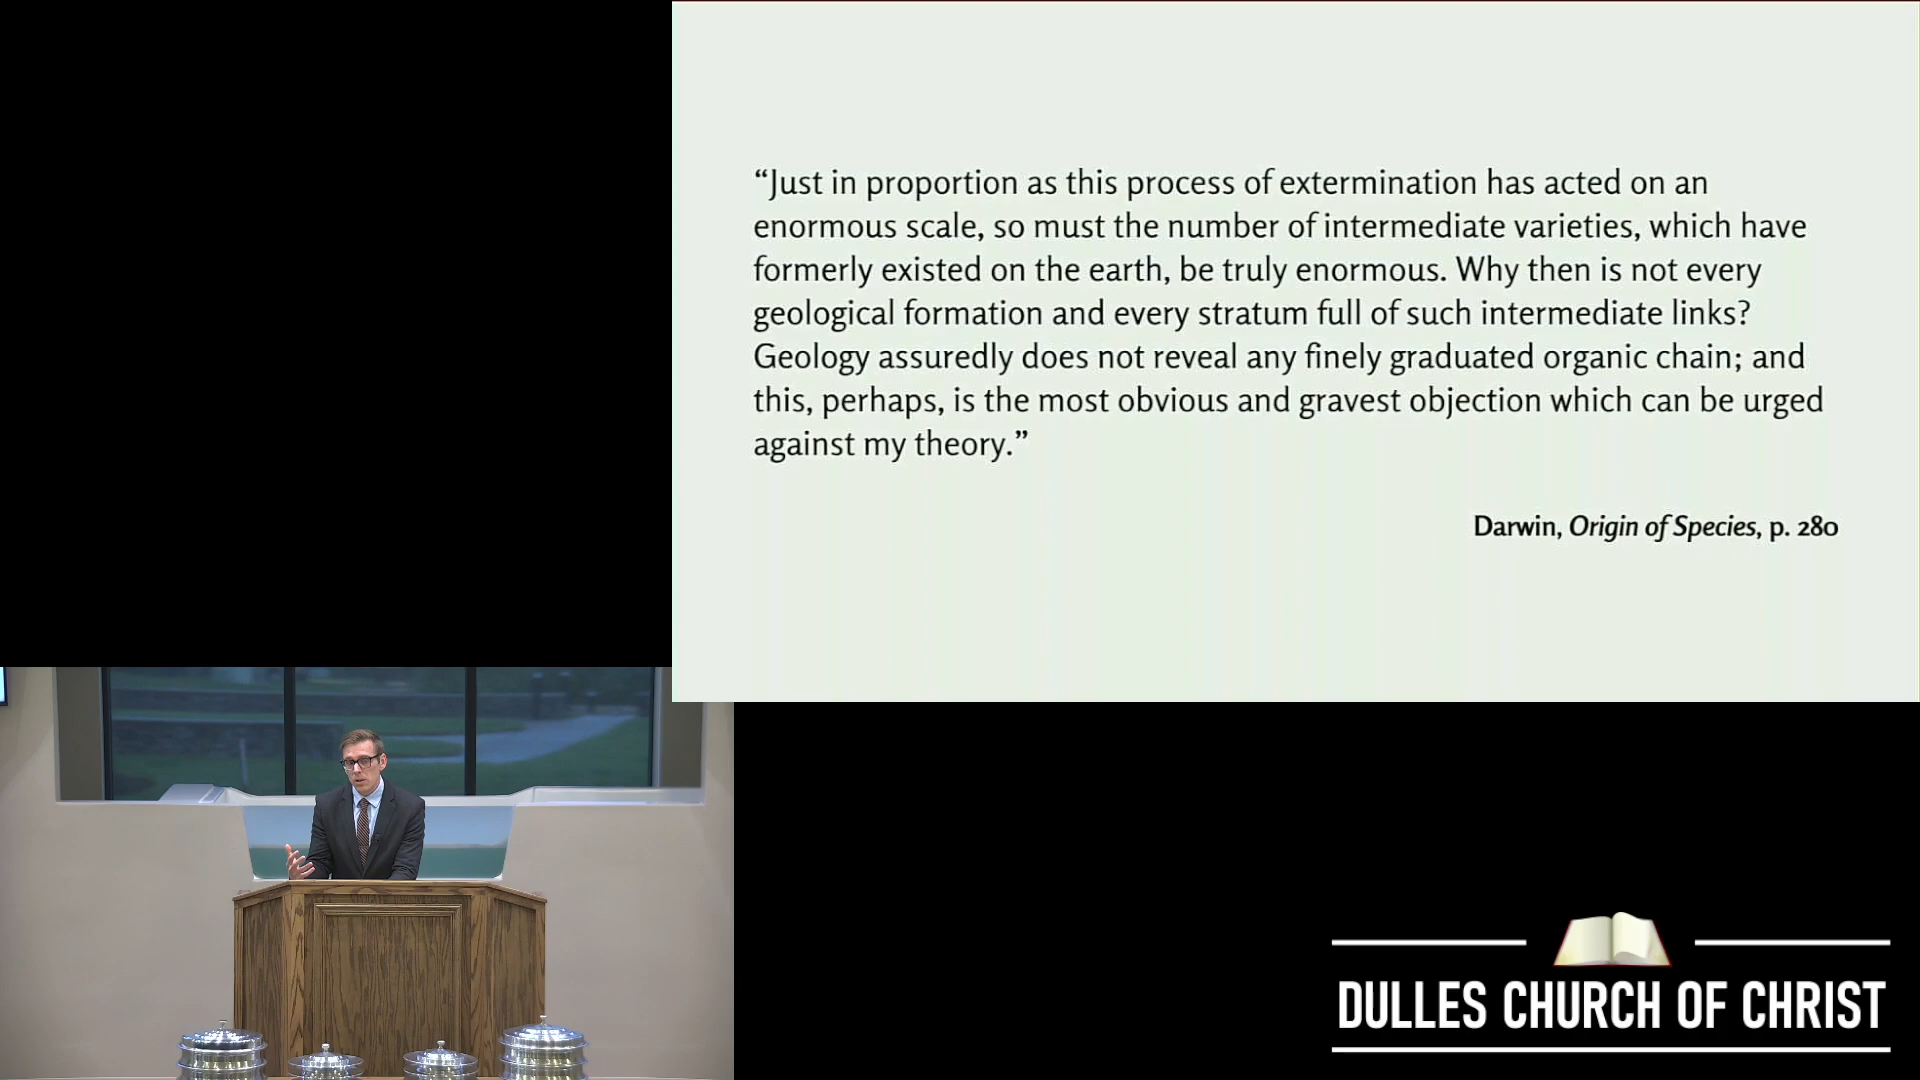 “Just in proportion as this process of extermination has acted on an
enormous scale, so must the number of intermediate varieties, which have
formerly existed on the earth, be truly enormous. Why then is not every
geological formation and every stratum full of such intermediate links?
Geology assuredly does not reveal any finely graduated organic chain; and
this, perhaps, is the most obvious and gravest objection which can be urged
against my theory.”
Darwin, Origin of Species, p. 280
DULLES CHURCH OF CHRIST